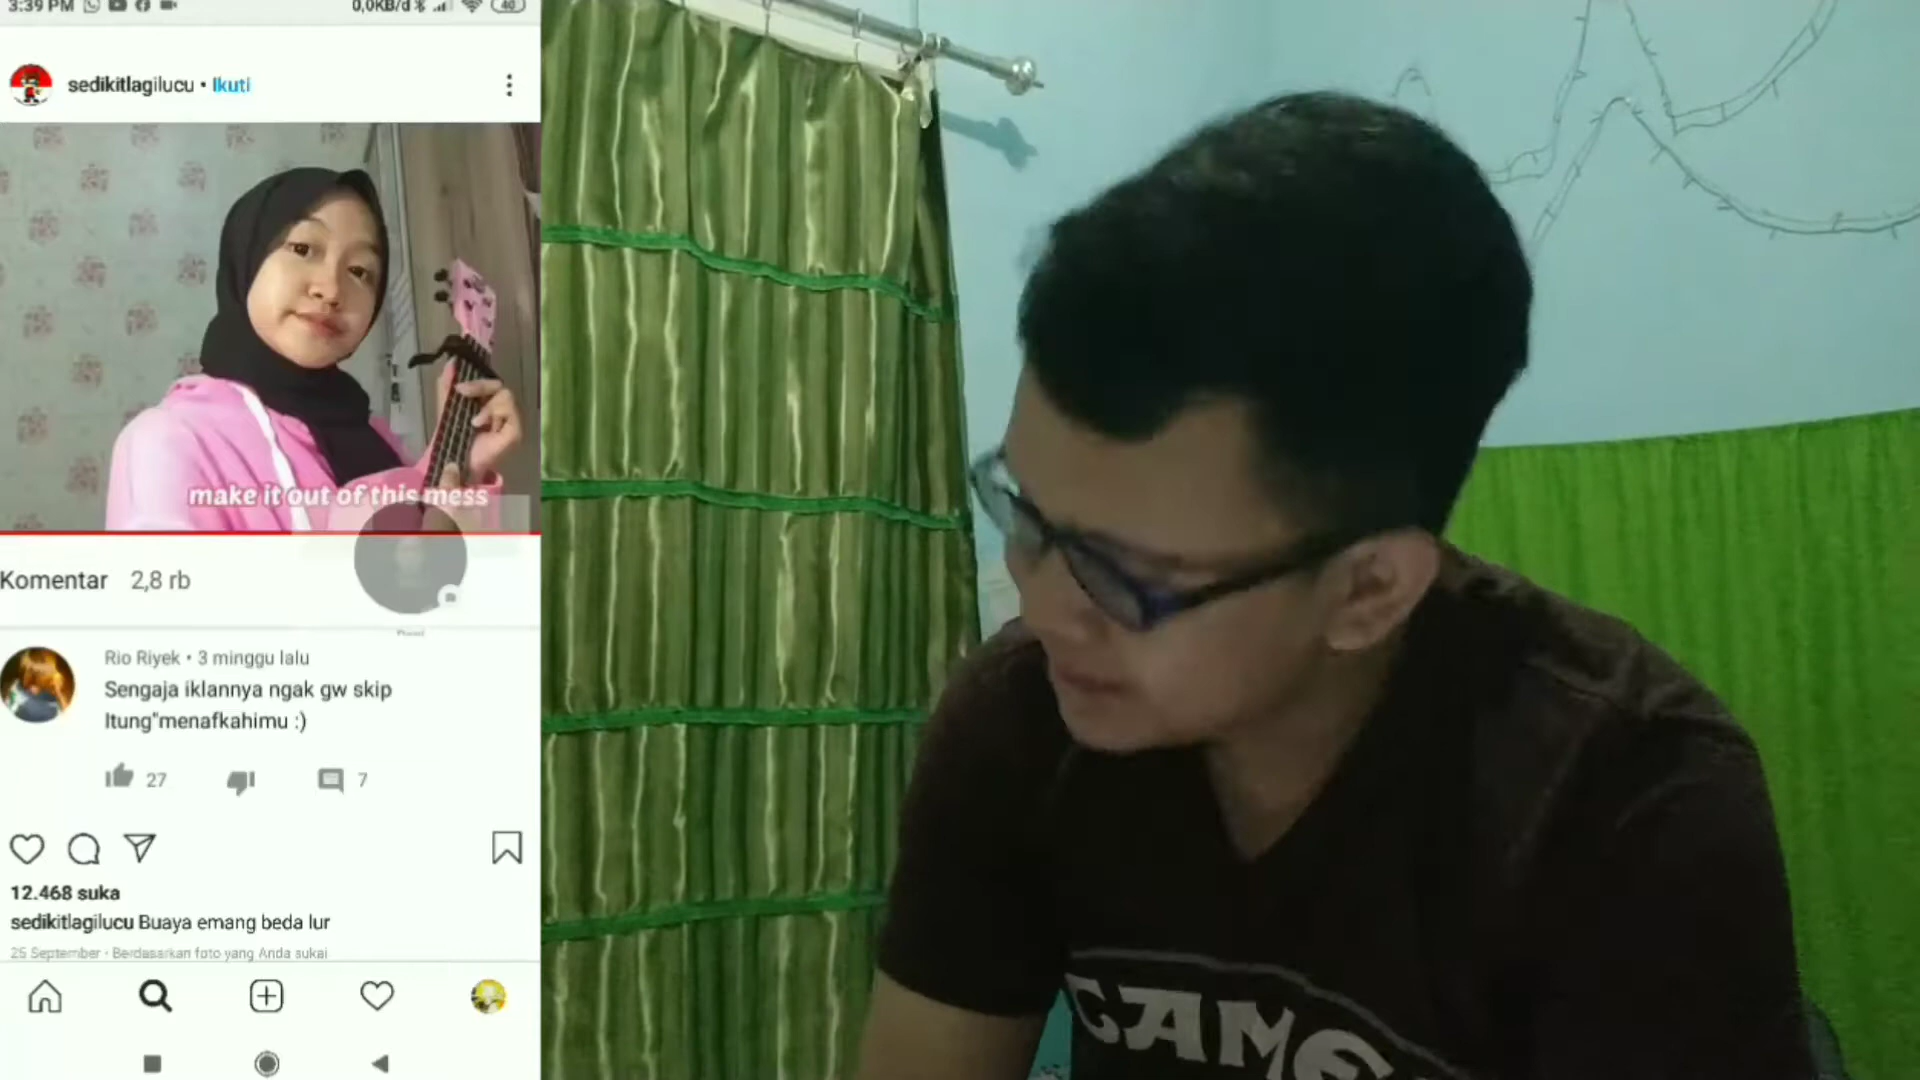 3:39 PM
0,0KB/d
40
sedikitlagilucu • Ikuti
make it out of this mess
Komentar 2,8 rb
Rio Riyek • 3 minggu lalu
Sengaja iklannya ngak gw skip
Itung"menafkahimu :)
27
7
12.468 suka
sedikitlagilucu Buaya emang beda lur
25 September • Berdasarkan foto yang Anda sukai
GAME